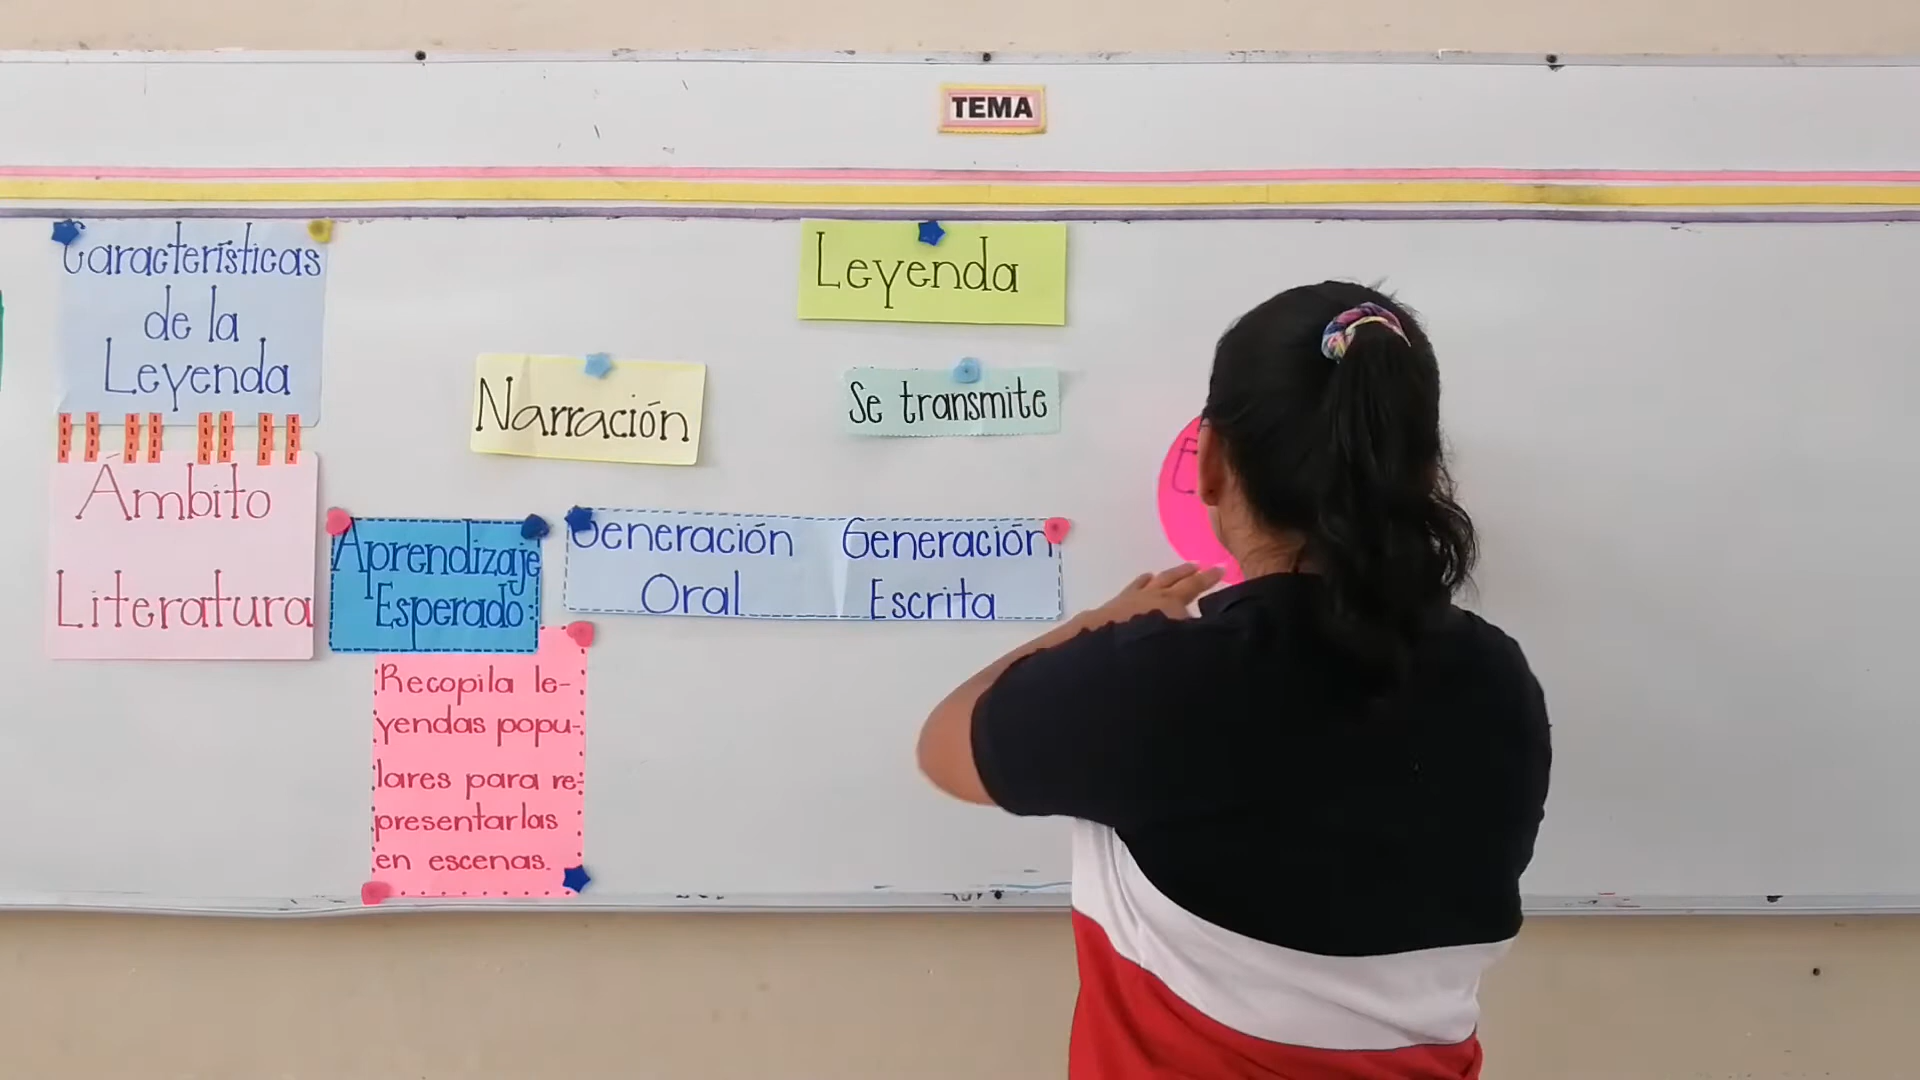 TEMA
Características
de la
Leyenda
Ámbito
Literatura
Aprendizaje
Esperado:
Recopila le-
yendas popu-
lares para re-
presentarlas
en escenas.
Leyenda
Narración
Se transmite
Generación
Oral
Generación
Escrita